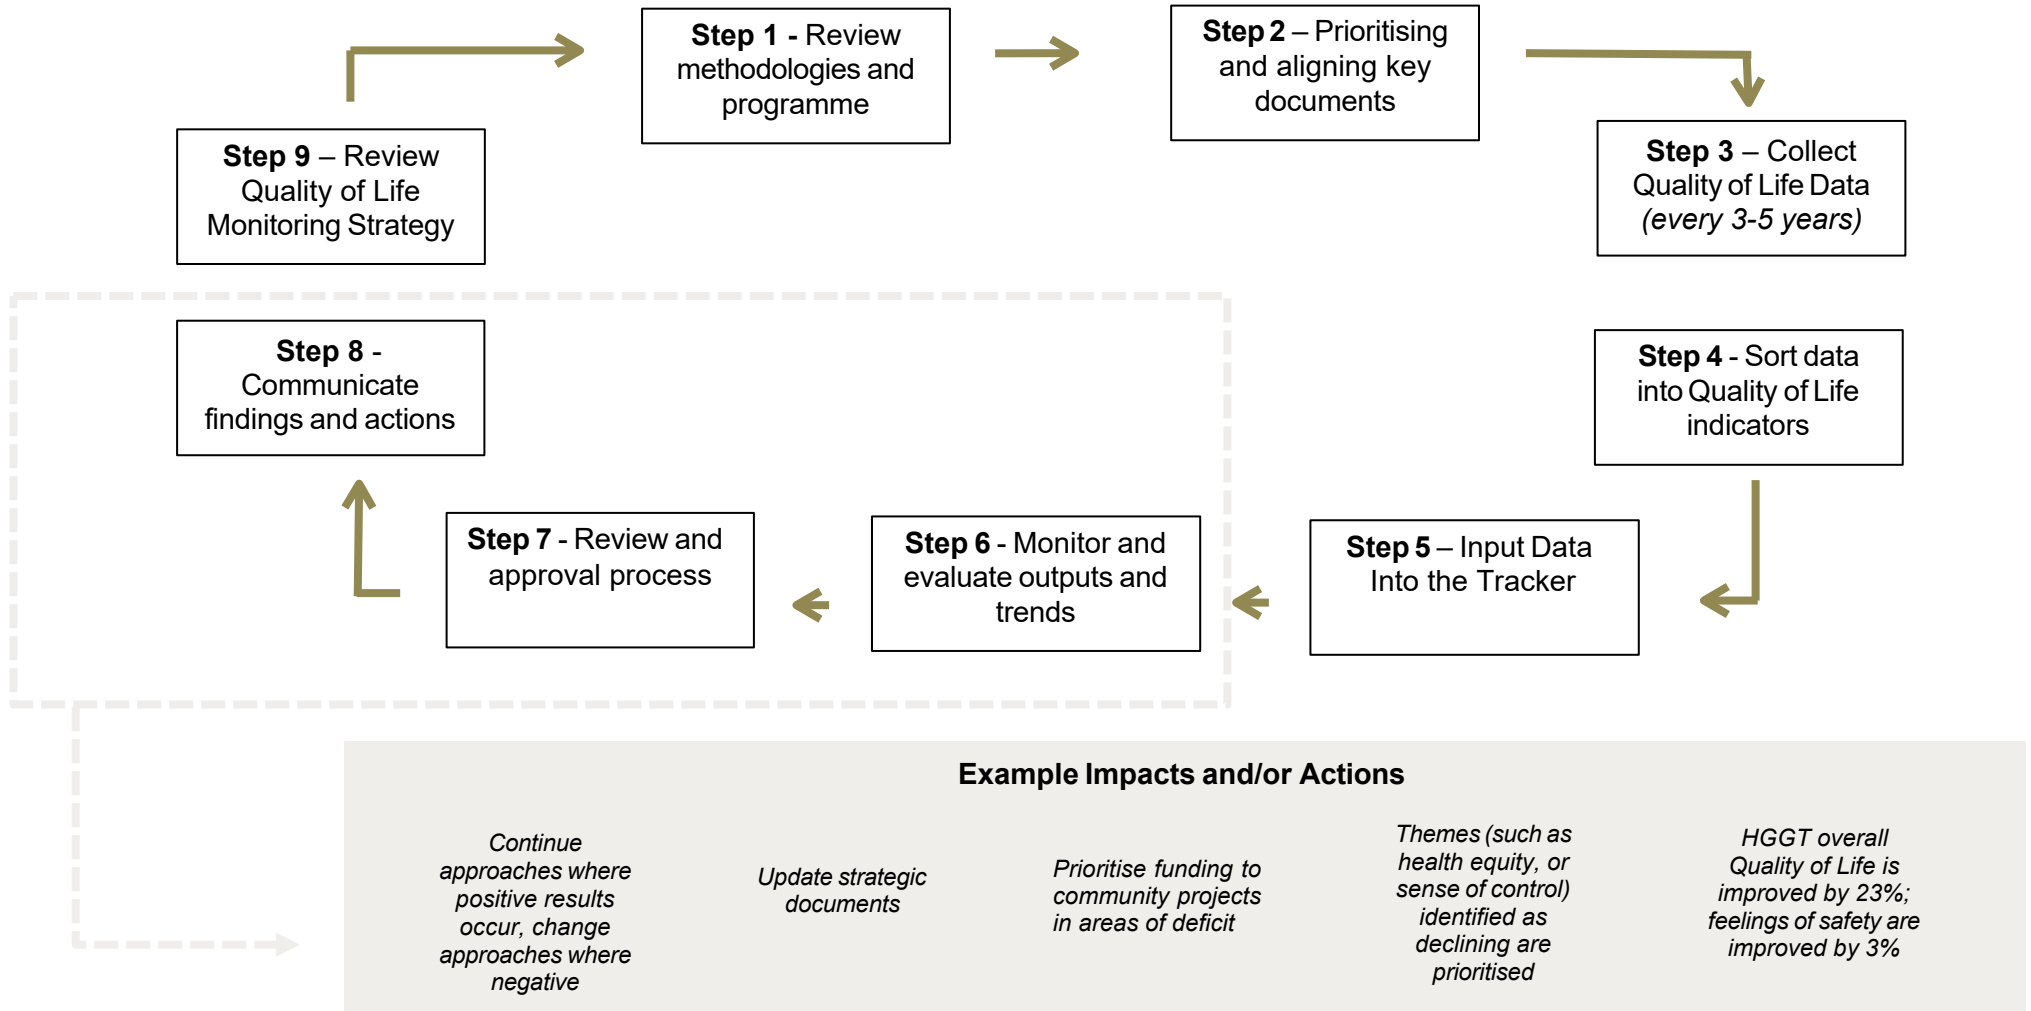 Step 1 - Review
methodologies and
programme
Step 2 – Prioritising
and aligning key
documents
Step 3 – Collect
Quality of Life Data
(every 3-5 years)
Step 4 - Sort data
into Quality of Life
indicators
Step 5 – Input Data
Into the Tracker
Step 6 - Monitor and
evaluate outputs and
trends
Step 7 - Review and
approval process
Step 8 -
Communicate
findings and actions
Step 9 – Review
Quality of Life
Monitoring Strategy
Example Impacts and/or Actions
Continue
approaches where
positive results
occur, change
approaches where
negative
Update strategic
documents
Prioritise funding to
community projects
in areas of deficit
Themes (such as
health equity, or
sense of control)
identified as
declining are
prioritised
HGGT overall
Quality of Life is
improved by 23%;
feelings of safety are
improved by 3%